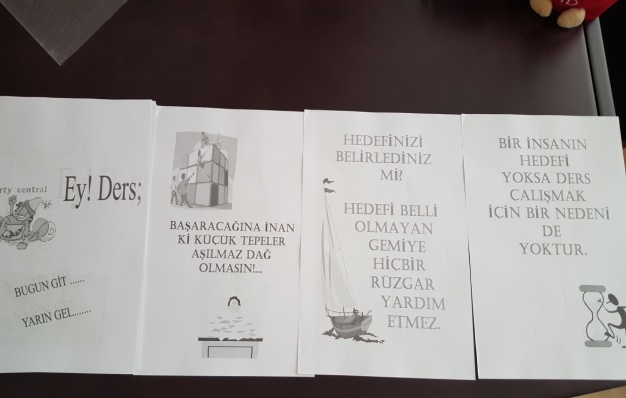 rty central
Ey! Ders;
BUGUN GIT ......
YARIN GEL.......
BAŞARACAĞINA İNAN
Kİ KÜÇÜK TEPELER
AŞILMAZ DAĞ
OLMASIN!...
HEDEFİNİZİ
BELİRLEDİNİZ
Mİ?
HEDEFİ BELLİ
OLMAYAN
GEMİYE
HİÇBİR
RÜZGAR
YARDIM
ETMEZ.
BİR İNSANIN
HEDEFİ
YOKSA DERS
ÇALIŞMAK
İÇİN BİR NEDENİ
DE
YOKTUR.